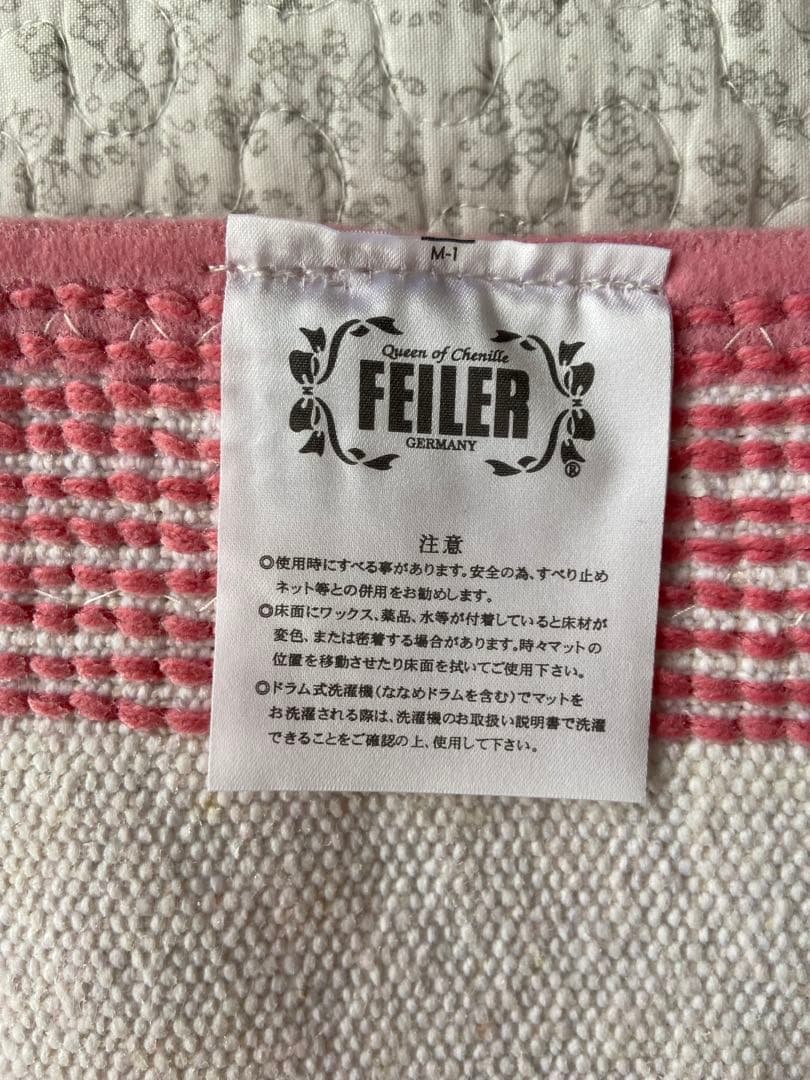 M-1
Queen of Chenille
FEILER
GERMANY
®
注意
◎使用時にすべる事があります。安全の為、すべり止め
ネット等との併用をお勧めします。
◎床面にワックス、薬品、水等が付着していると床材が
変色、または密着する場合があります。時々マットの
位置を移動させたり床面を拭いてご使用下さい。
◎ドラム式洗濯機(ななめドラムを含む)でマットを
お洗濯される際は、洗濯機のお取扱い説明書で洗濯
できることをご確認の上、使用して下さい。